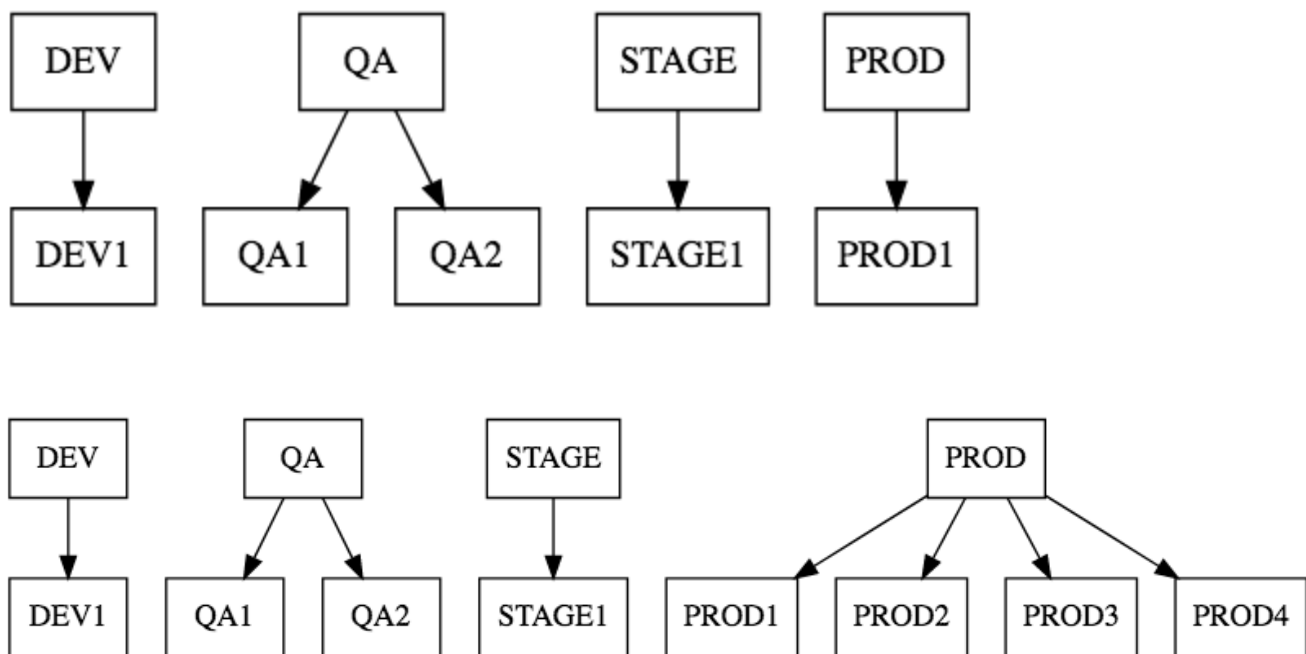 DEV QA STAGE PROD
DEV1 QA1 QA2 STAGE1 PROD1
DEV QA STAGE PROD
DEV1 QA1 QA2 STAGE1 PROD1 PROD2 PROD3 PROD4